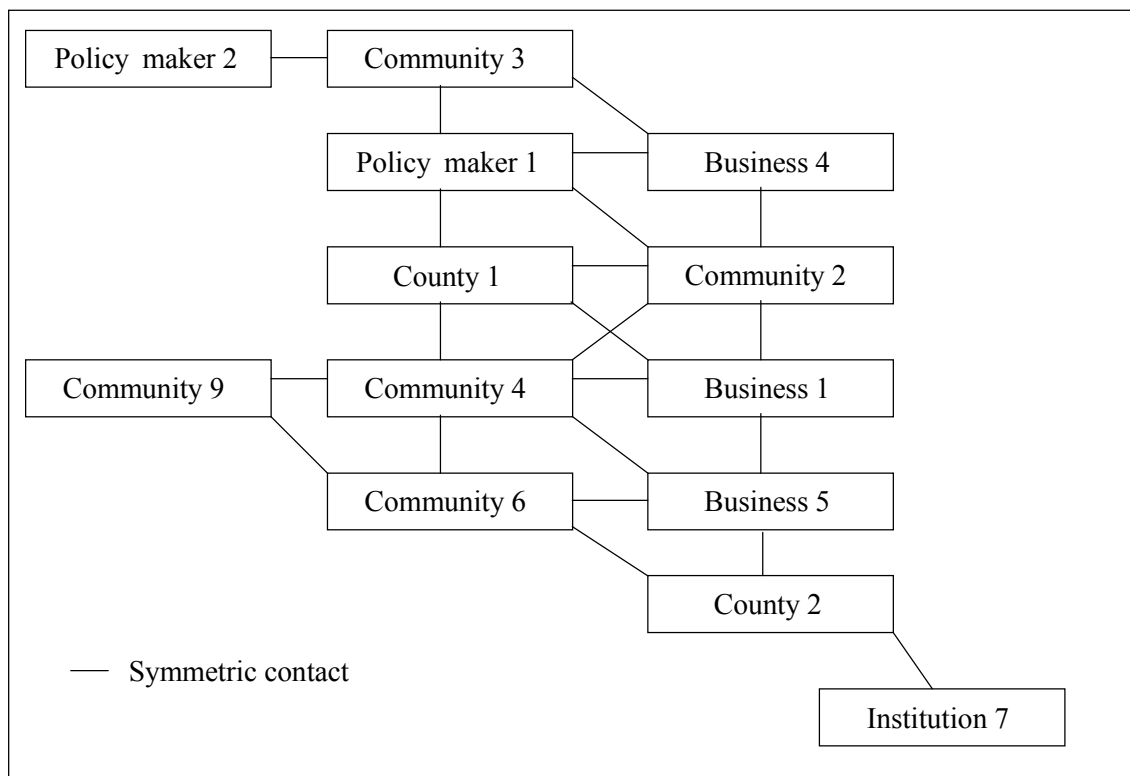 Policy maker 2
Community 3
Policy maker 1
Business 4
County 1
Community 2
Community 9
Community 4
Business 1
Community 6
Business 5
County 2
Symmetric contact
Institution 7